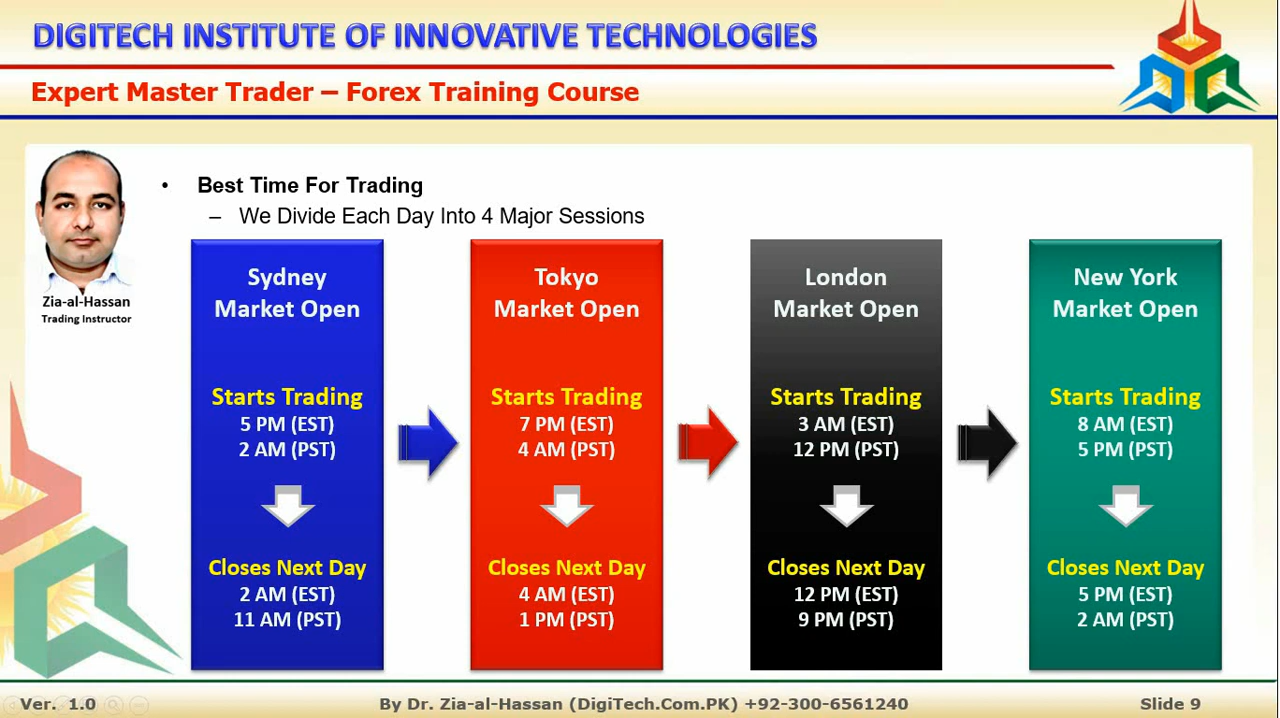 DIGITECH INSTITUTE OF INNOVATIVE TECHNOLOGIES
Expert Master Trader – Forex Training Course
Zia-al-Hassan
Trading Instructor
• Best Time For Trading
– We Divide Each Day Into 4 Major Sessions
Sydney
Market Open
Starts Trading
5 PM (EST)
2 AM (PST)
Closes Next Day
2 AM (EST)
11 AM (PST)
Tokyo
Market Open
Starts Trading
7 PM (EST)
4 AM (PST)
Closes Next Day
4 AM (EST)
1 PM (PST)
London
Market Open
Starts Trading
3 AM (EST)
12 PM (PST)
Closes Next Day
12 PM (EST)
9 PM (PST)
New York
Market Open
Starts Trading
8 AM (EST)
5 PM (PST)
Closes Next Day
5 PM (EST)
2 AM (PST)
Ver. 1.0
By Dr. Zia-al-Hassan (DigiTech.Com.PK) +92-300-6561240
Slide 9